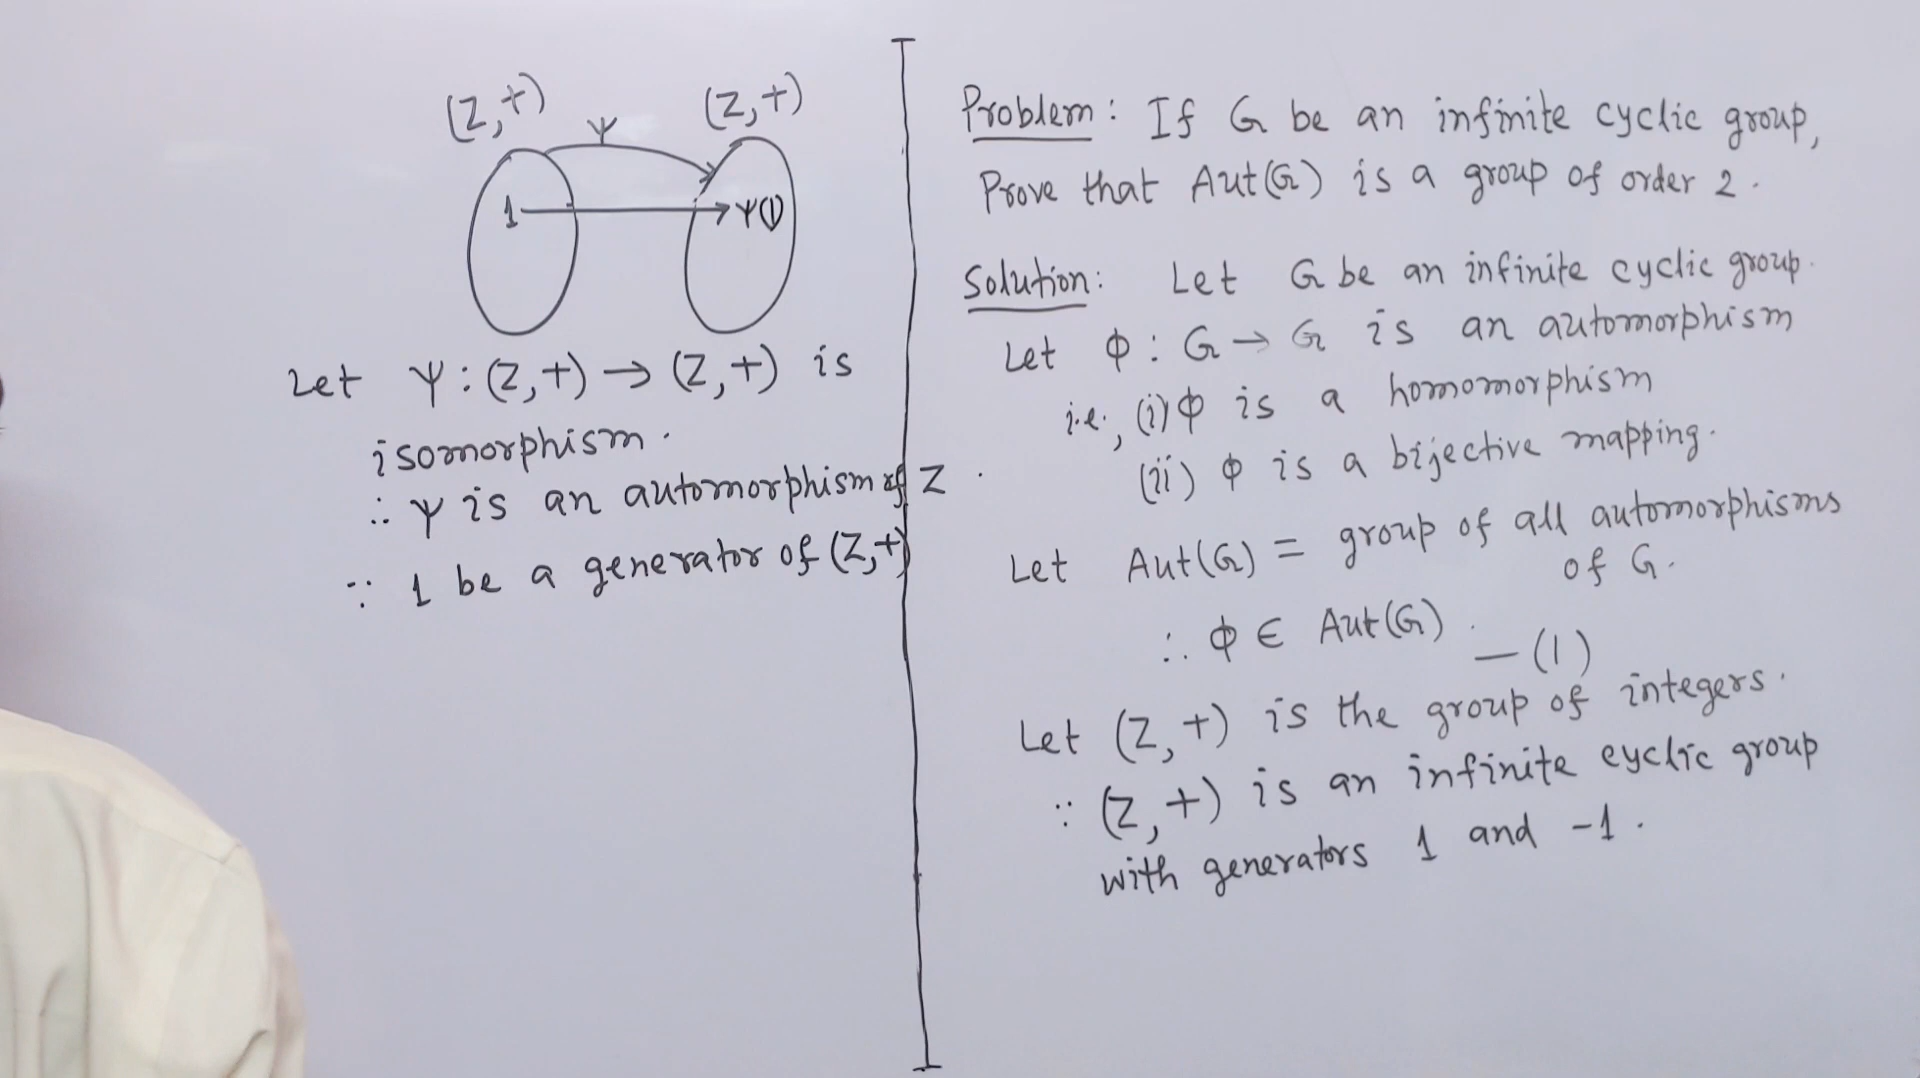 (Z,+) (Z,+)
ψ
1 ψ(1)
Let ψ : (Z,+) → (Z,+) is
isomorphism.
∴ ψ is an automorphism of Z.
∵ 1 be a generator of (Z,+)
Problem: If G be an infinite cyclic group,
Prove that Aut(G) is a group of order 2.
Solution: Let G be an infinite cyclic group.
Let ϕ : G → G is an automorphism
i.e., (i) ϕ is a homomorphism
(ii) ϕ is a bijective mapping.
Let Aut(G) = group of all automorphisms
of G.
∴ ϕ ∈ Aut(G). — (1)
Let (Z, +) is the group of integers.
∵ (Z, +) is an infinite cyclic group
with generators 1 and -1.